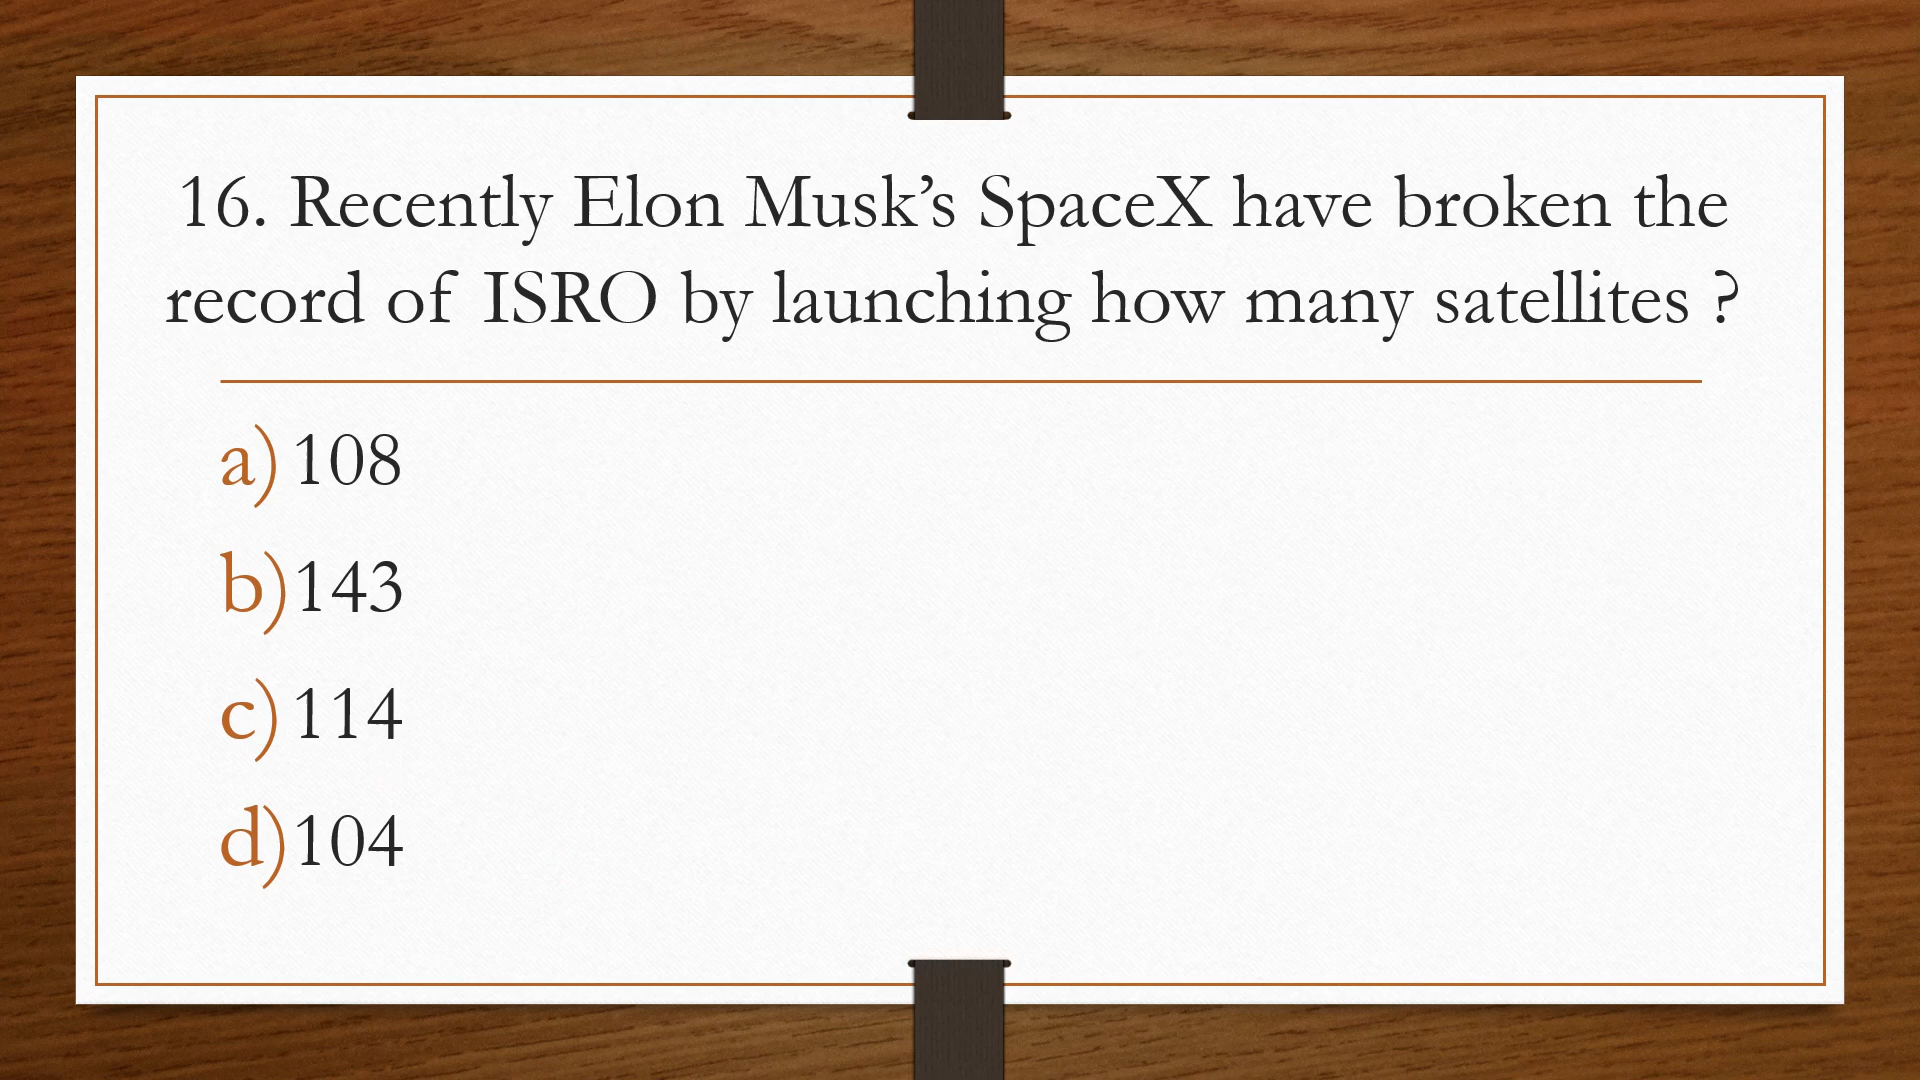 16. Recently Elon Musk’s SpaceX have broken the
record of ISRO by launching how many satellites ?
a) 108
b) 143
c) 114
d) 104